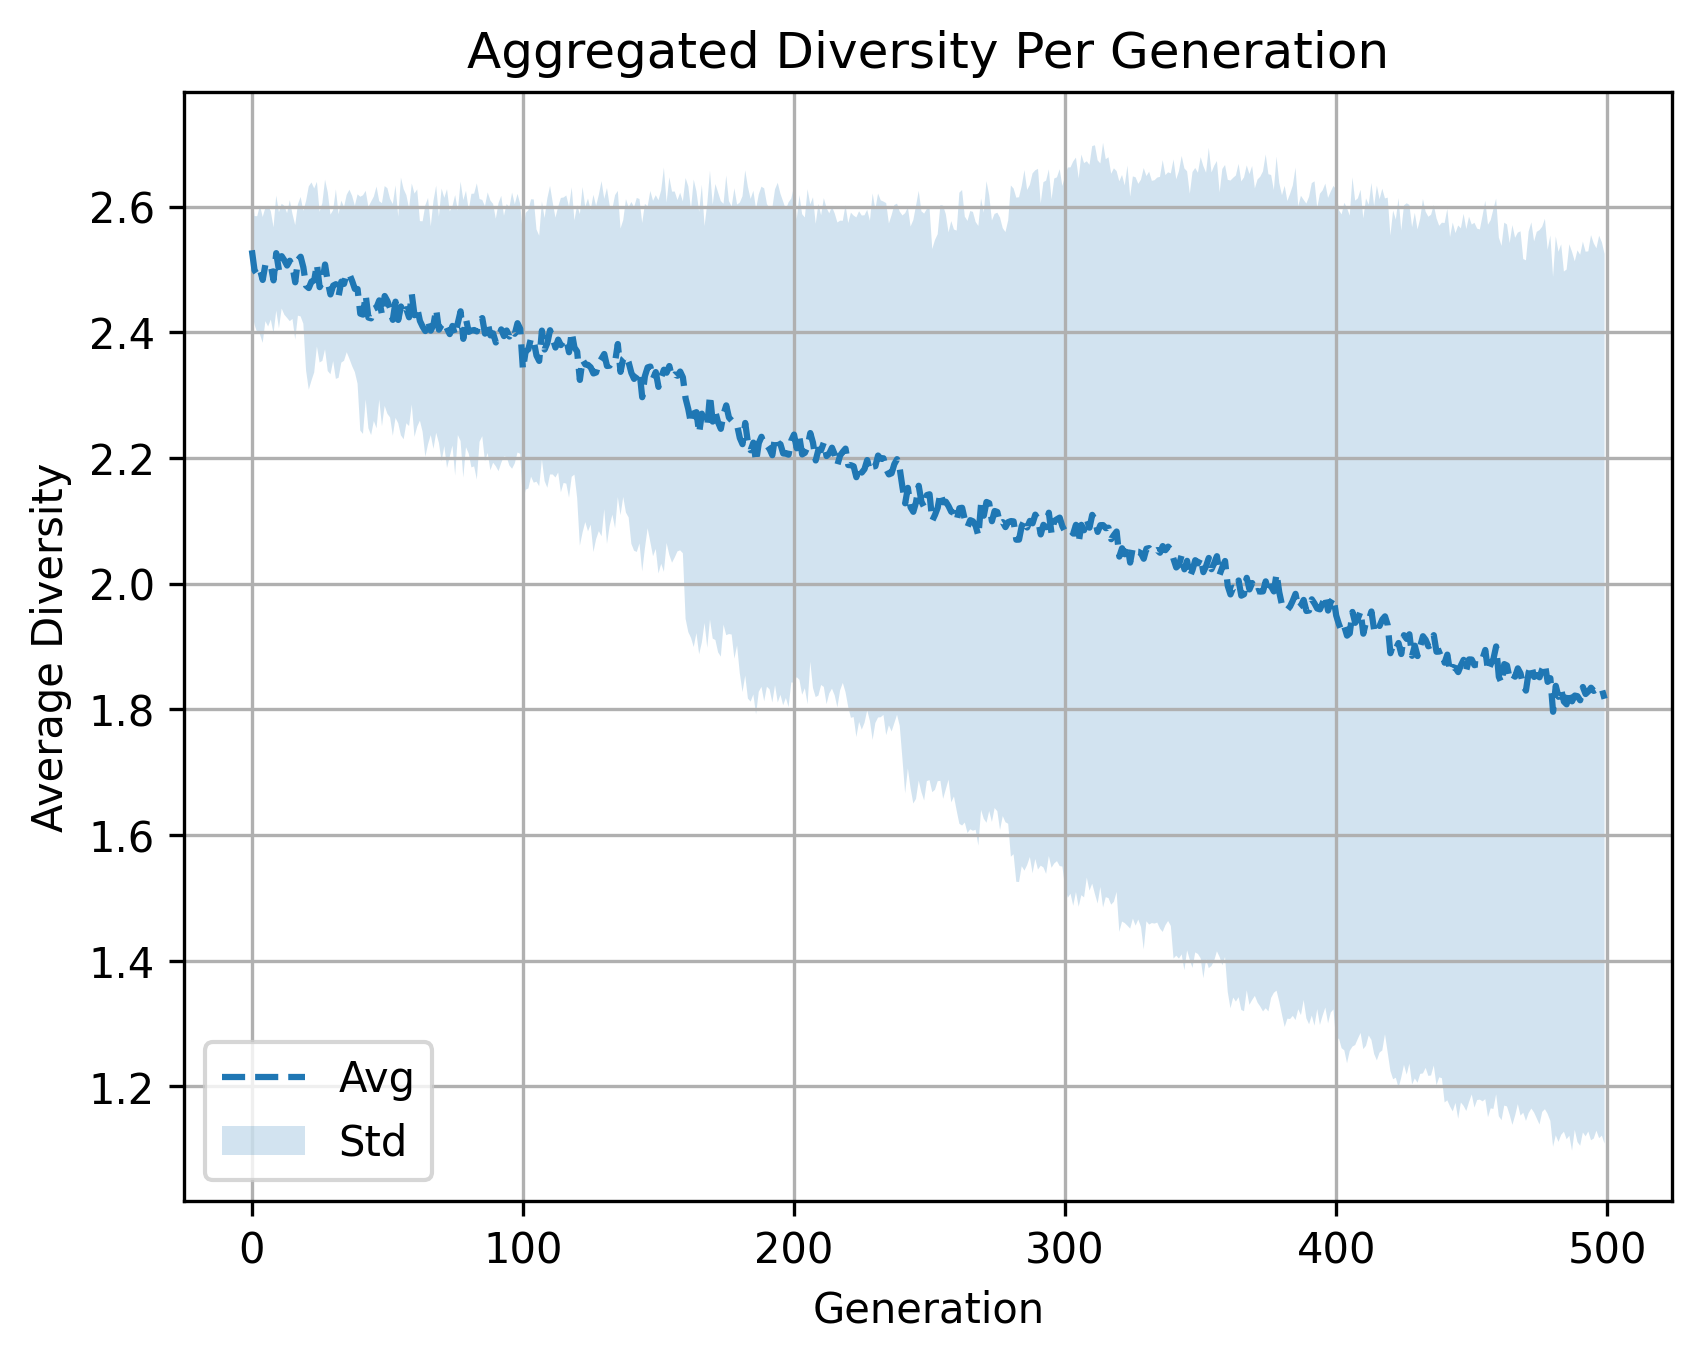 Aggregated Diversity Per Generation
Average Diversity
2.6
2.4
2.2
2.0
1.8
1.6
1.4
1.2
Avg
Std
0 100 200 300 400 500
Generation